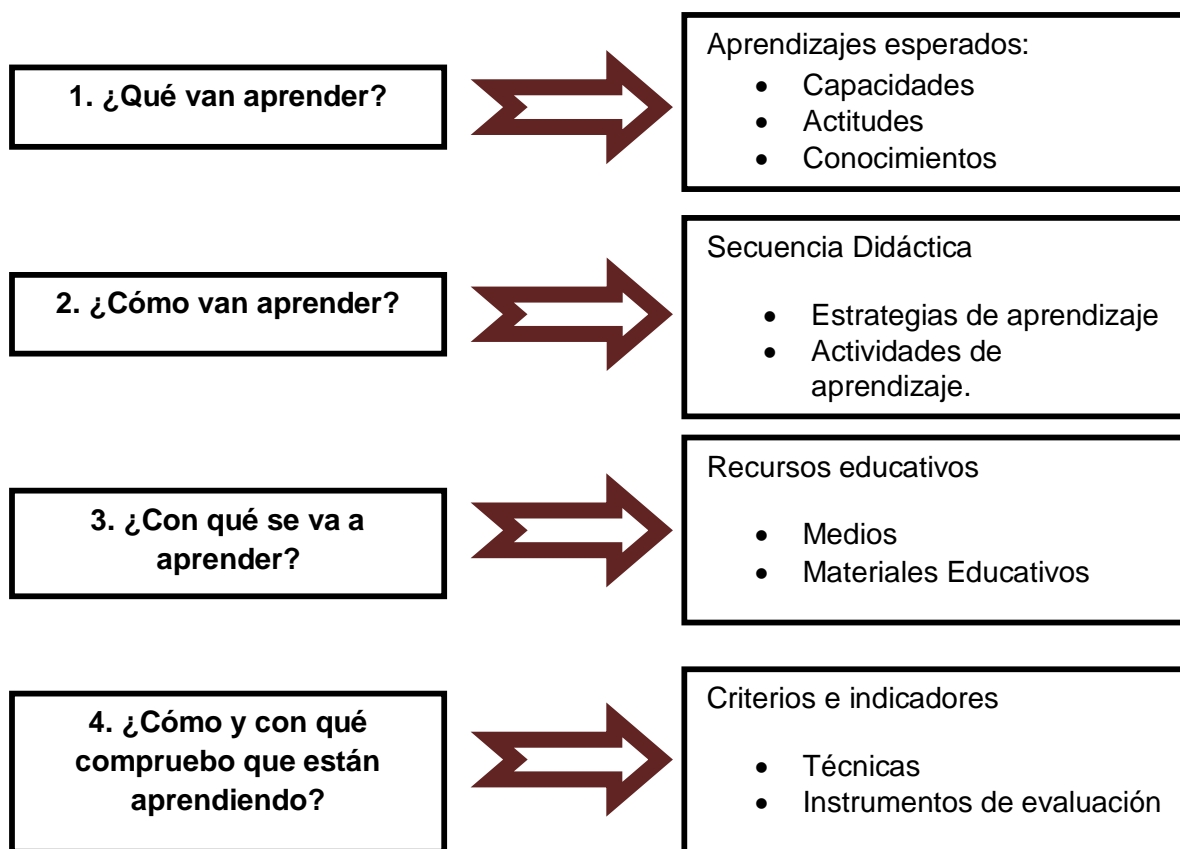 1. ¿Qué van aprender?
Aprendizajes esperados:
• Capacidades
• Actitudes
• Conocimientos
2. ¿Cómo van aprender?
Secuencia Didáctica
• Estrategias de aprendizaje
• Actividades de
aprendizaje.
3. ¿Con qué se va a
aprender?
Recursos educativos
• Medios
• Materiales Educativos
4. ¿Cómo y con qué
compruebo que están
aprendiendo?
Criterios e indicadores
• Técnicas
• Instrumentos de evaluación